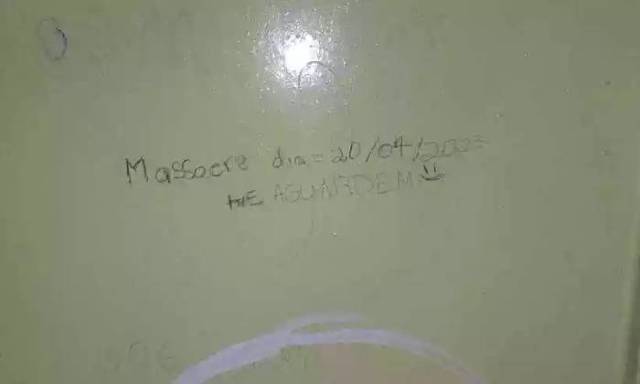 Massacre dia = 20/04/2023
ME AGUARDEM